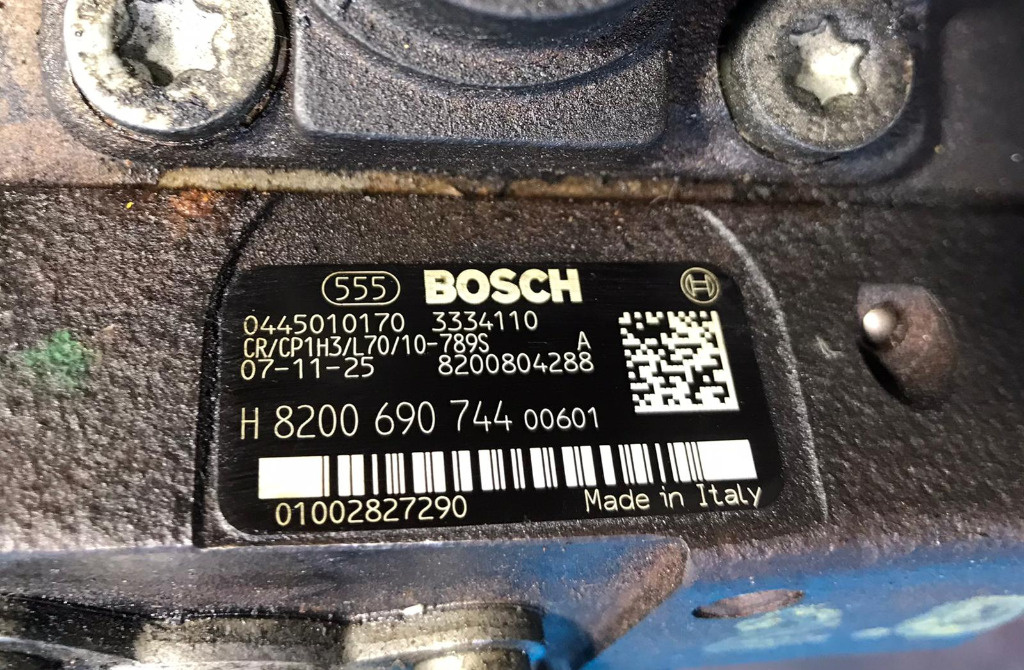 555 BOSCH H
0445010170 3334110
CR/CP1H3/L70/10-789S A
07-11-25 8200804288
H 8200 690 744 00601
01002827290 Made in Italy